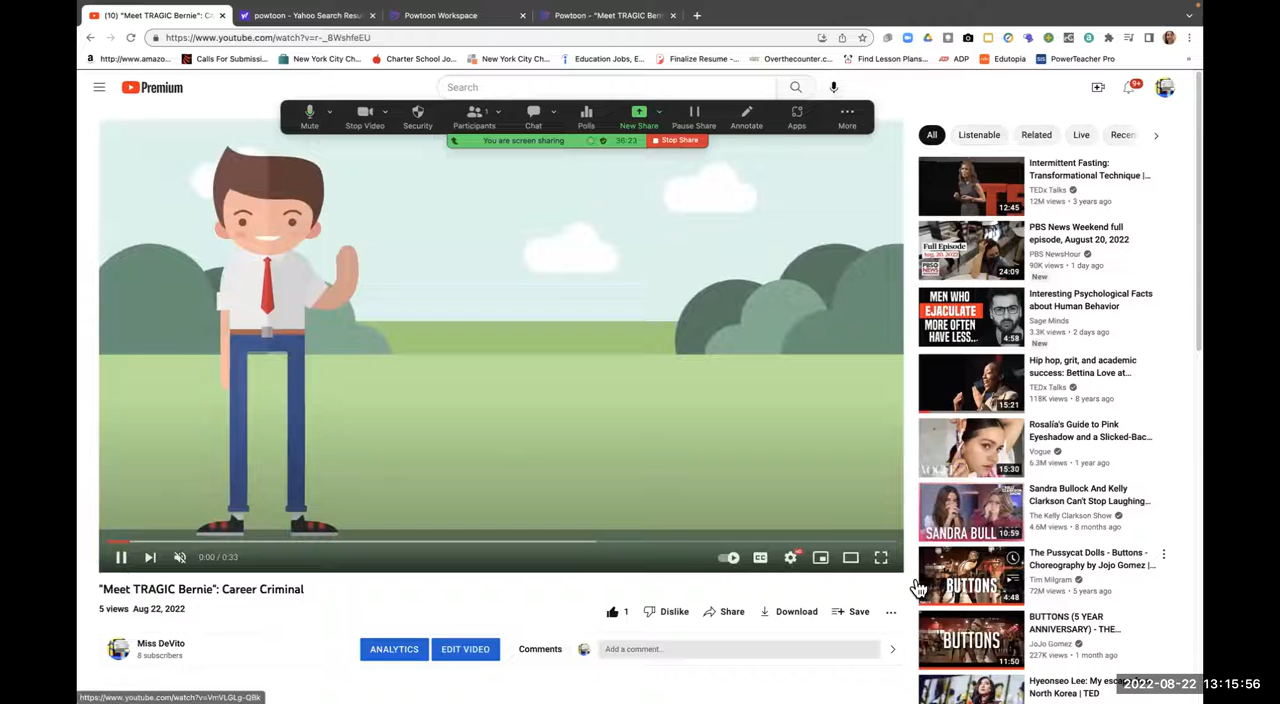 (10) "Meet TRAGIC Bernie": C
powtoon - Yahoo Search Resu
Powtoon Workspace
Powtoon - "Meet TRAGIC Bern
https://www.youtube.com/watch?v=r-_8WshfeEU
http://www.amazo...
Calls For Submissi...
New York City Ch...
Charter School Jo...
New York City Ch...
Education Jobs, E...
Finalize Resume -...
Overthecounter.c...
Find Lesson Plans...
ADP
Edutopia
PowerTeacher Pro
Premium
Search
9+
Mute
Stop Video
Security
Participants
1
Chat
Polls
New Share
Pause Share
Annotate
Apps
More
You are screen sharing
36:23
Stop Share
All
Listenable
Related
Live
Recen
Intermittent Fasting:
Transformational Technique |...
TEDx Talks
12M views • 3 years ago
12:45
PBS News Weekend full
episode, August 20, 2022
PBS NewsHour
90K views • 1 day ago
New
Full Episode
Aug. 20, 2022
24:09
Interesting Psychological Facts
about Human Behavior
Sage Minds
3.3K views • 2 days ago
New
MEN WHO
EJACULATE
MORE OFTEN
HAVE LESS...
4:58
Hip hop, grit, and academic
success: Bettina Love at...
TEDx Talks
118K views • 8 years ago
15:21
Rosalía's Guide to Pink
Eyeshadow and a Slicked-Bac...
Vogue
6.3M views • 1 year ago
15:30
Sandra Bullock And Kelly
Clarkson Can't Stop Laughing...
The Kelly Clarkson Show
4.6M views • 8 months ago
SANDRA BULL
10:59
The Pussycat Dolls - Buttons -
Choreography by Jojo Gomez |...
Tim Milgram
72M views • 5 years ago
BUTTONS
4:48
BUTTONS (5 YEAR
ANNIVERSARY) - THE...
JoJo Gomez
227K views • 1 month ago
BUTTONS
11:50
Hyeonseo Lee: My esca
North Korea | TED
0:00 / 0:33
"Meet TRAGIC Bernie": Career Criminal
5 views Aug 22, 2022
1
Dislike
Share
Download
Save
Miss DeVito
8 subscribers
ANALYTICS
EDIT VIDEO
Comments
Add a comment...
https://www.youtube.com/watch?v=VmVLGLg-QBk
2022-08-22 13:15:56